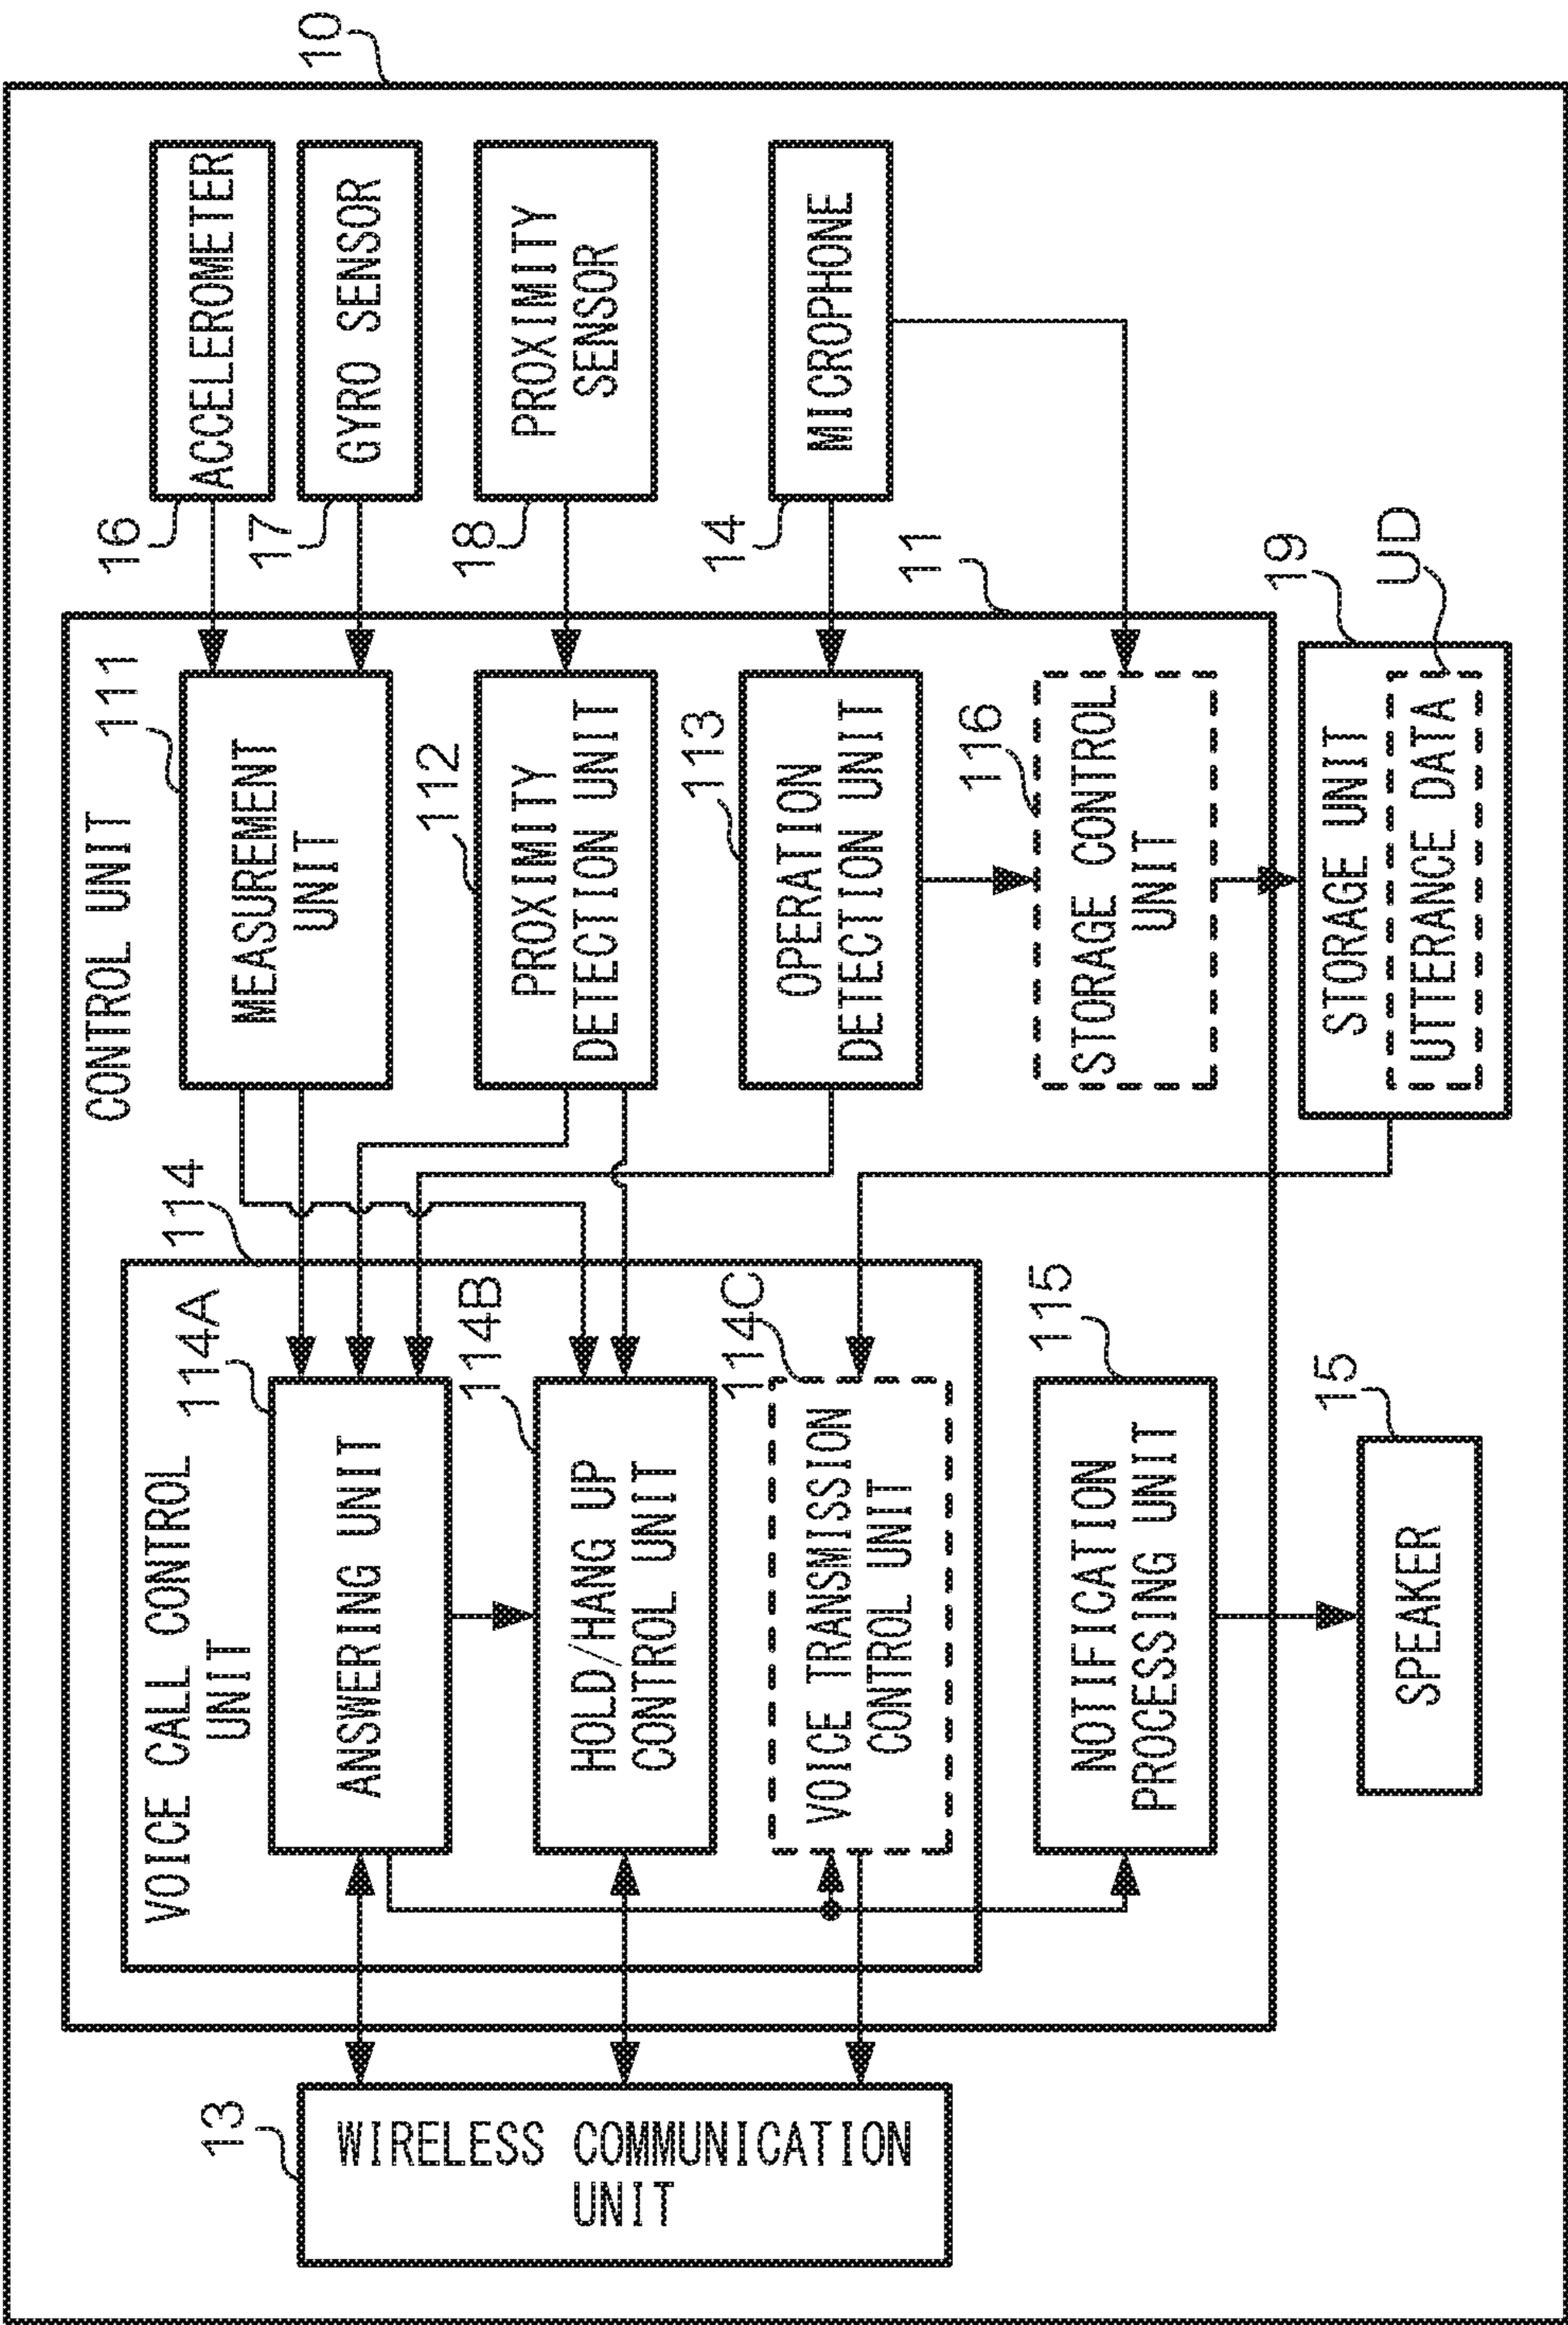 10
CONTROL UNIT
11
VOICE CALL CONTROL
UNIT
114
114A
ANSWERING UNIT
114B
HOLD/HANG UP
CONTROL UNIT
114C
VOICE TRANSMISSION
CONTROL UNIT
115
NOTIFICATION
PROCESSING UNIT
15
SPEAKER
13
WIRELESS COMMUNICATION
UNIT
111
MEASUREMENT
UNIT
112
PROXIMITY
DETECTION UNIT
113
OPERATION
DETECTION UNIT
116
STORAGE CONTROL
UNIT
19
STORAGE UNIT
UD
UTTERANCE DATA
16
ACCELEROMETER
17
GYRO SENSOR
18
PROXIMITY
SENSOR
14
MICROPHONE